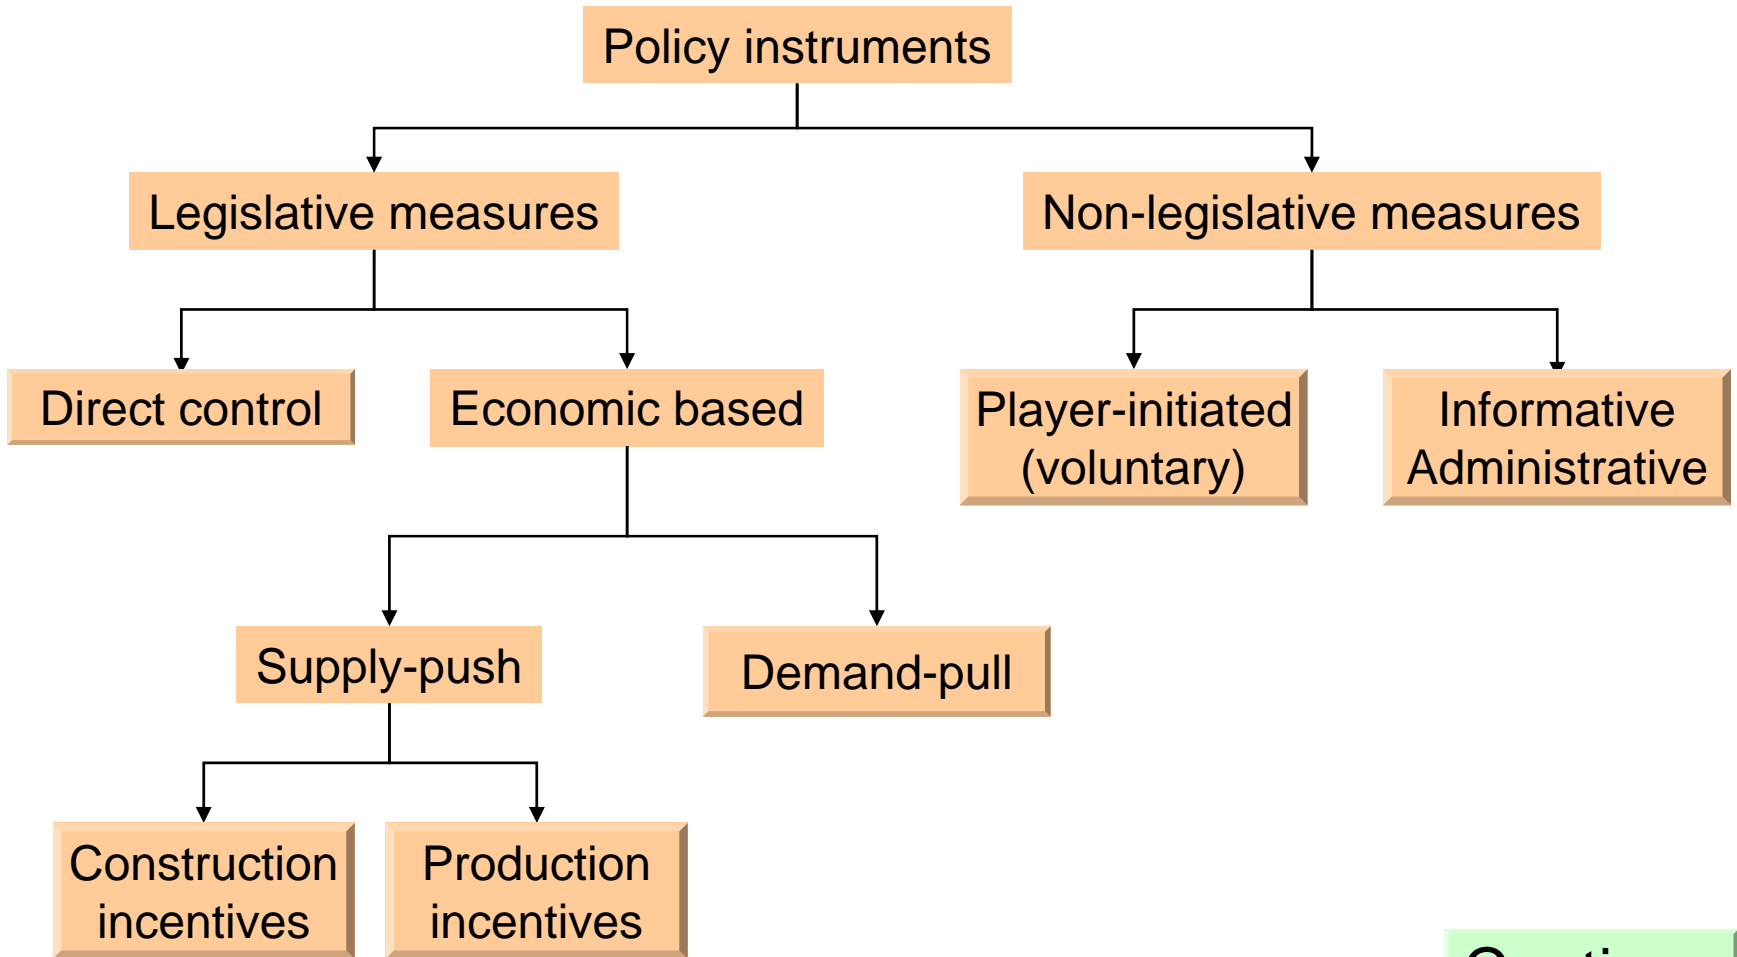 Policy instruments
Legislative measures
Non-legislative measures
Direct control
Economic based
Player-initiated
(voluntary)
Informative
Administrative
Supply-push
Demand-pull
Construction
incentives
Production
incentives